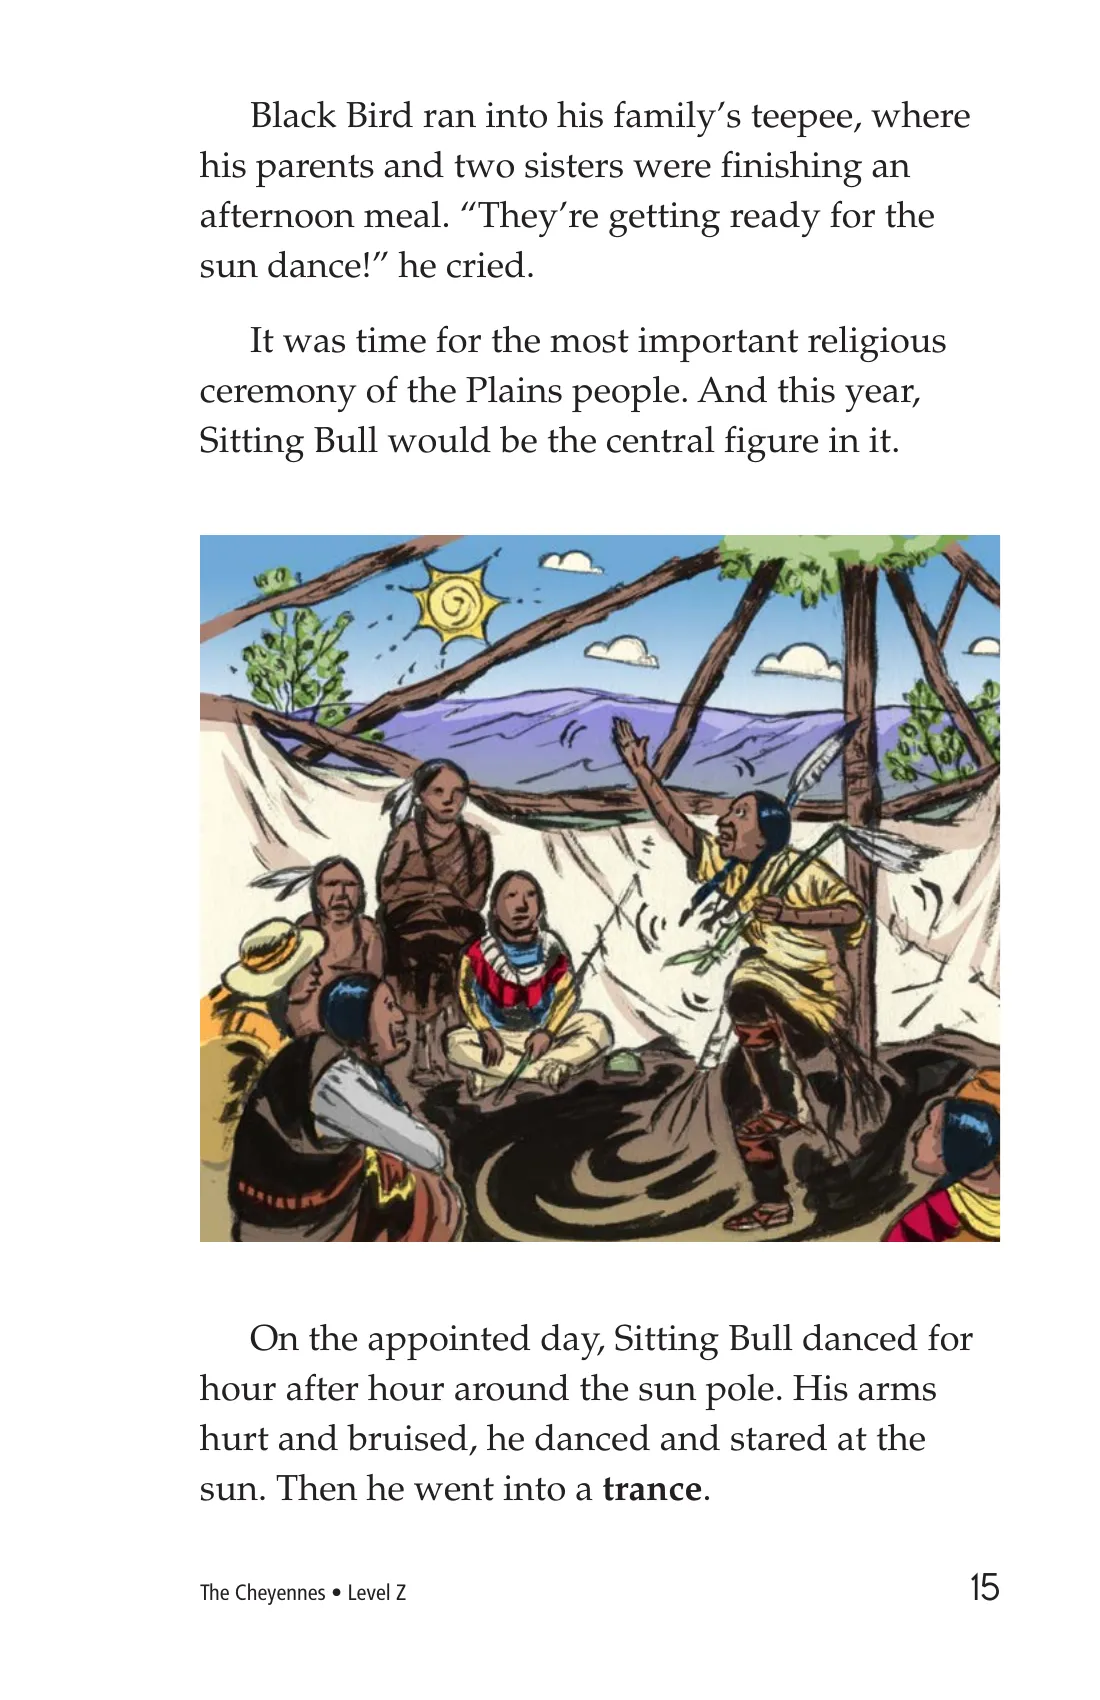 Black Bird ran into his family’s teepee, where
his parents and two sisters were finishing an
afternoon meal. “They’re getting ready for the
sun dance!” he cried.
It was time for the most important religious
ceremony of the Plains people. And this year,
Sitting Bull would be the central figure in it.
On the appointed day, Sitting Bull danced for
hour after hour around the sun pole. His arms
hurt and bruised, he danced and stared at the
sun. Then he went into a trance.
The Cheyennes • Level Z
15